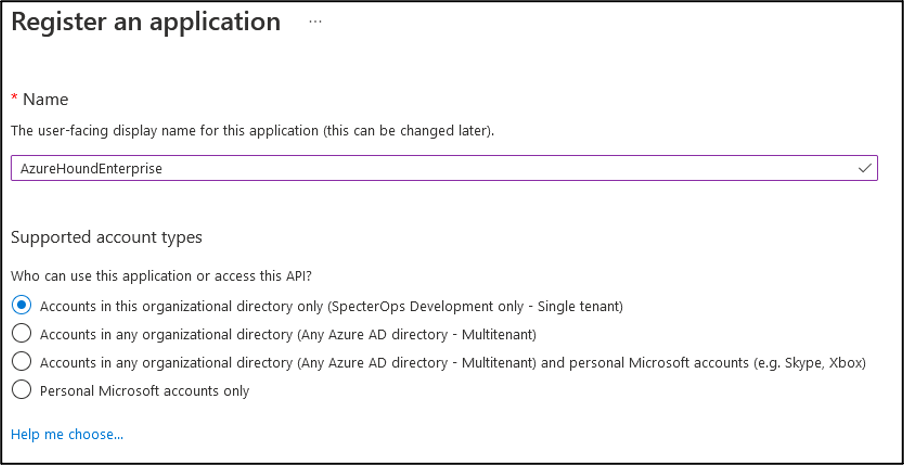 Register an application ...
* Name
The user-facing display name for this application (this can be changed later).
AzureHoundEnterprise
Supported account types
Who can use this application or access this API?
Accounts in this organizational directory only (SpecterOps Development only - Single tenant)
Accounts in any organizational directory (Any Azure AD directory - Multitenant)
Accounts in any organizational directory (Any Azure AD directory - Multitenant) and personal Microsoft accounts (e.g. Skype, Xbox)
Personal Microsoft accounts only
Help me choose...